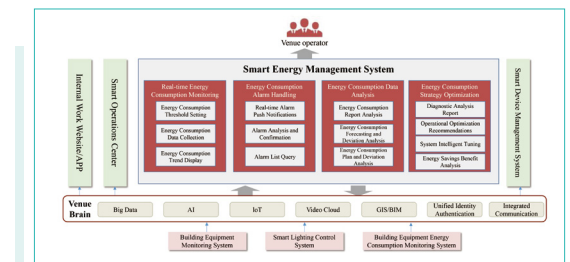 Venue operator
Internal Work Website/APP
Smart Operations Center
Smart Energy Management System
Real-time Energy
Consumption Monitoring
Energy Consumption
Threshold Setting
Energy Consumption
Data Collection
Energy Consumption
Trend Display
Energy Consumption
Alarm Handling
Real-time Alarm
Push Notifications
Alarm Analysis and
Confirmation
Alarm List Query
Energy Consumption Data
Analysis
Energy Consumption
Report Analysis
Energy Consumption
Forecasting and
Deviation Analysis
Energy Consumption
Plan and Deviation
Analysis
Energy Consumption
Strategy Optimization
Diagnostic Analysis
Report
Operational Optimization
Recommendations
System Intelligent Tuning
Energy Savings Benefit
Analysis
Smart Device Management System
Venue
Brain
Big Data
AI
IoT
Video Cloud
GIS/BIM
Unified Identity
Authentication
Integrated
Communication
Building Equipment
Monitoring System
Smart Lighting Control
System
Building Equipment Energy
Consumption Monitoring System